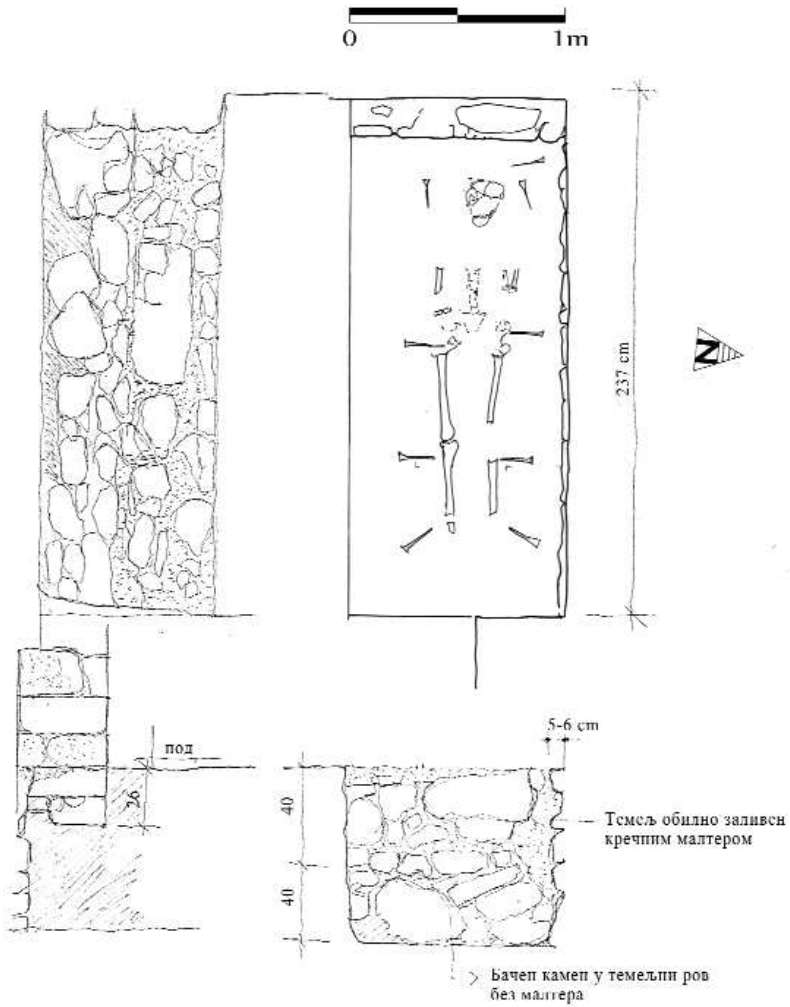 0 1m
N
237 cm
5-6 cm
под
26
40
Темељ обилно заливен
кречним малтером
40
Бачен камен у темељни ров
без малтера